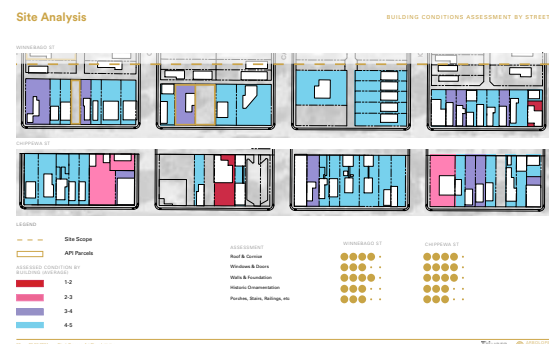 Site Analysis
BUILDING CONDITIONS ASSESSMENT BY STREET
WINNEBAGO ST
CHIPPEWA ST
LEGEND
Site Scope
API Parcels
ASSESSED CONDITION BY
BUILDING (AVERAGE)
1-2
2-3
3-4
4-5
ASSESSMENT WINNEBAGO ST CHIPPEWA ST
Roof & Cornice
Windows & Doors
Walls & Foundation
Historic Ornamentation
Porches, Stairs, Railings, etc.